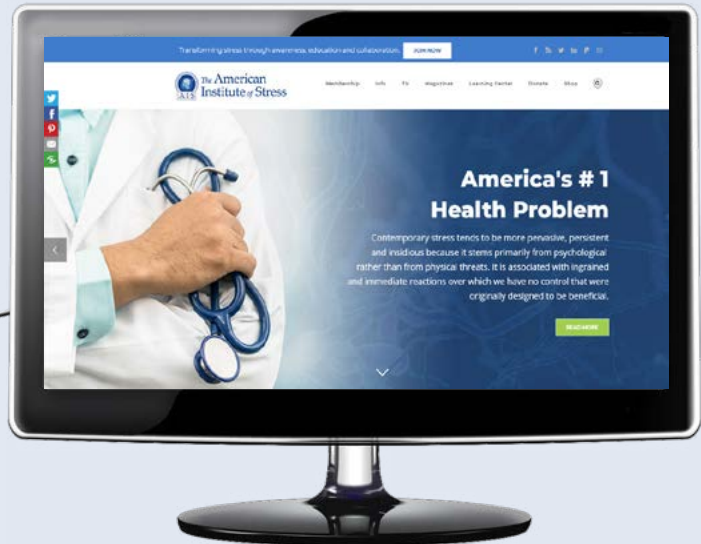 Transforming stress through awareness, education and collaboration. JOIN NOW
The American
Institute of Stress
AIS
Membership Info TV Magazines Learning Center Donate Shop
America's # 1
Health Problem
Contemporary stress tends to be more pervasive, persistent
and insidious because it stems primarily from psychological
rather than from physical threats. It is associated with ingrained
and immediate reactions over which we have no control that were
originally designed to be beneficial.
READ MORE